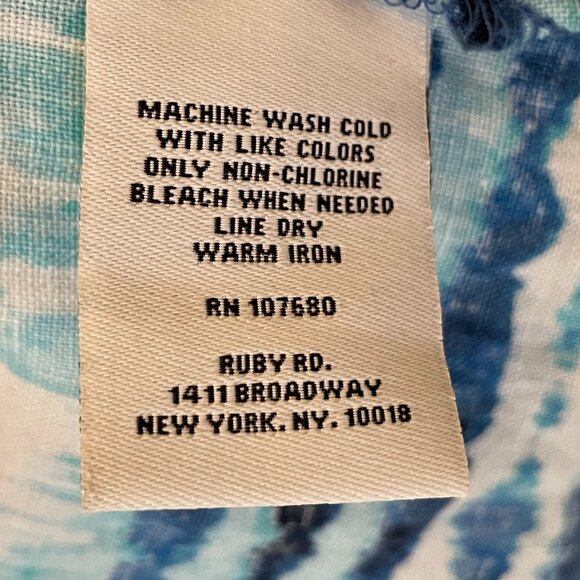 MACHINE WASH COLD
WITH LIKE COLORS
ONLY NON-CHLORINE
BLEACH WHEN NEEDED
LINE DRY
WARM IRON
RN 107680
RUBY RD.
1411 BROADWAY
NEW YORK. NY. 10018